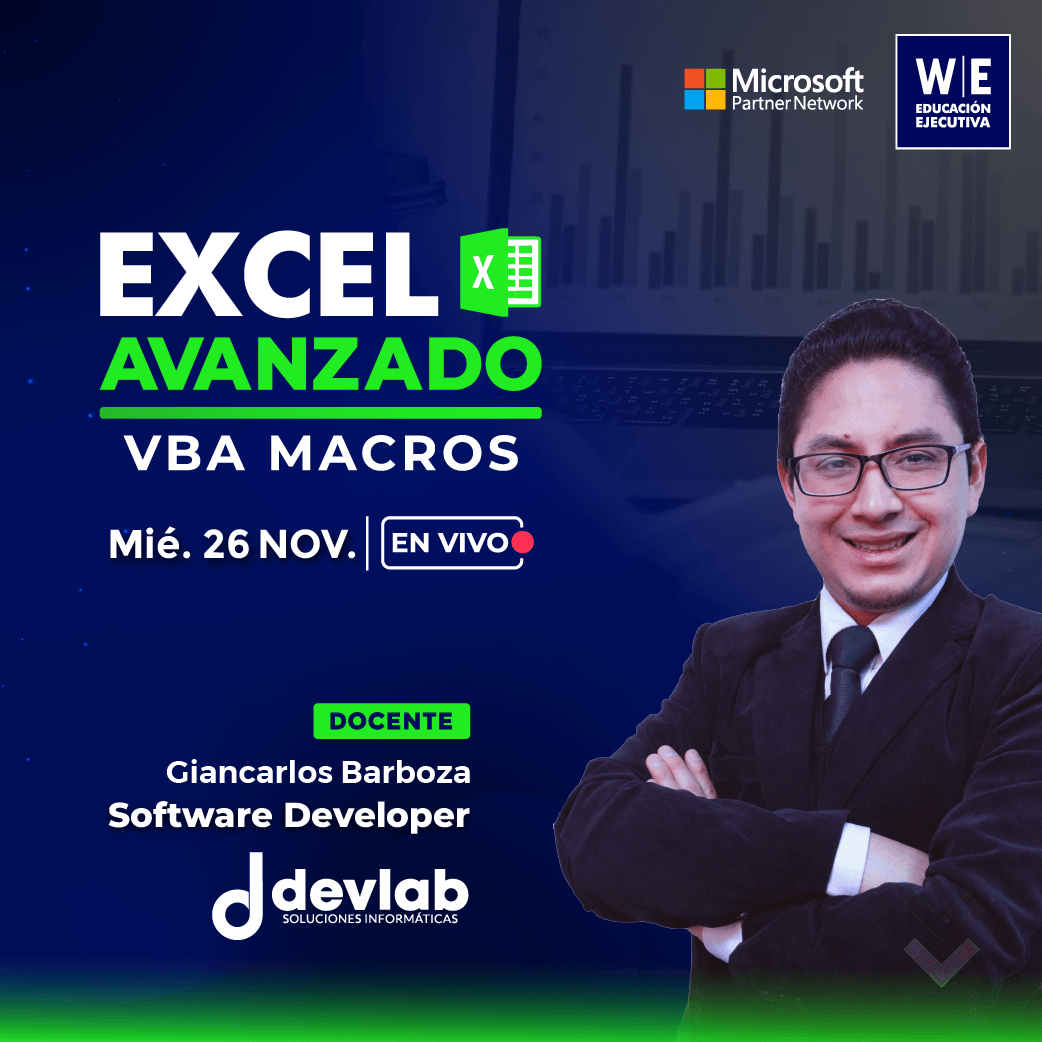 Microsoft
Partner Network
W|E
EDUCACIÓN
EJECUTIVA
EXCEL
X
AVANZADO
VBA MACROS
Mié. 26 NOV. | EN VIVO
DOCENTE
Giancarlos Barboza
Software Developer
devlab
SOLUCIONES INFORMÁTICAS